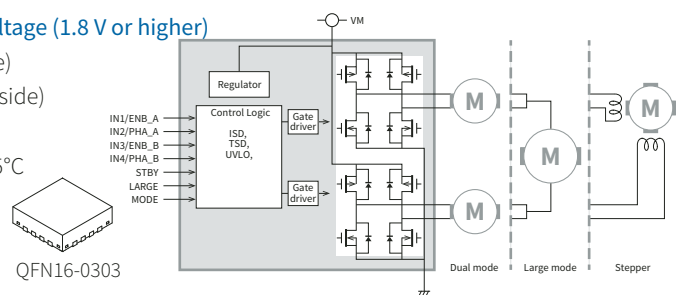 ltage (1.8 V or higher)
e)
side)
°C
QFN16-0303
VM
Regulator
Control Logic
ISD,
TSD,
UVLO,
Gate
driver
Gate
driver
IN1/ENB_A
IN2/PHA_A
IN3/ENB_B
IN4/PHA_B
STBY
LARGE
MODE
M
M
M
M
Dual mode
Large mode
Stepper